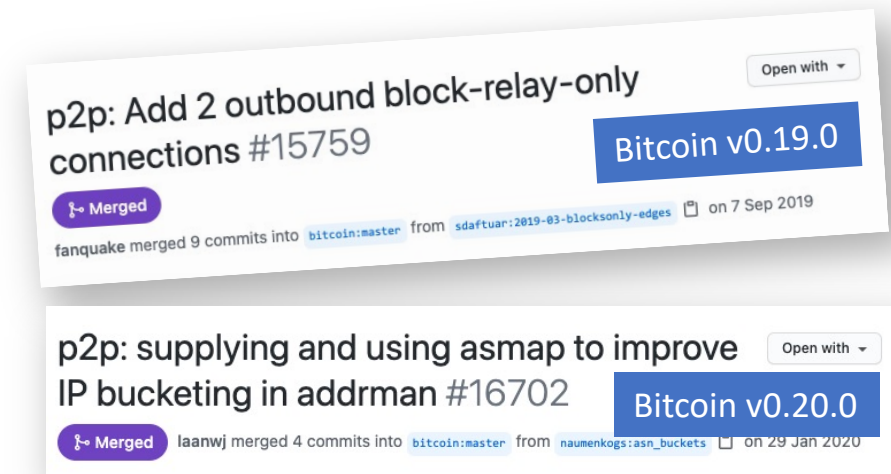 p2p: Add 2 outbound block-relay-only
Open with
connections #15759
Bitcoin v0.19.0
Merged
fanquake merged 9 commits into bitcoin:master from sdaftuar:2019-03-blocksonly-edges on 7 Sep 2019
p2p: supplying and using asmap to improve
Open with
IP bucketing in addrman #16702
Bitcoin v0.20.0
Merged laanwj merged 4 commits into bitcoin:master from naumenkogs:asn_buckets on 29 Jan 2020